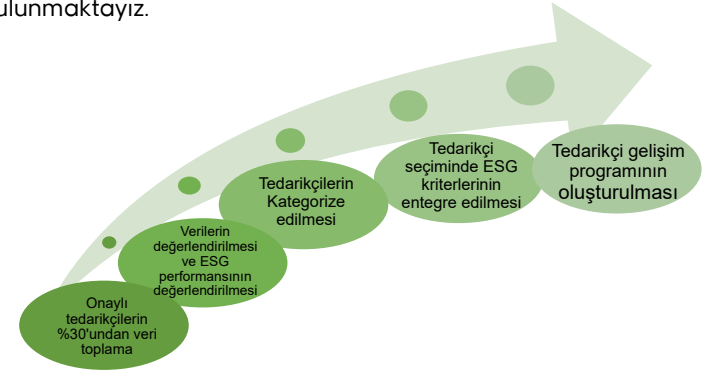 ulunmaktayız.
Onaylı
tedarikçilerin
%30'undan veri
toplama
Verilerin
değerlendirilmesi
ve ESG
performansının
değerlendirilmesi
Tedarikçilerin
Kategorize
edilmesi
Tedarikçi
seçiminde ESG
kriterlerinin
entegre edilmesi
Tedarikçi gelişim
programının
oluşturulması